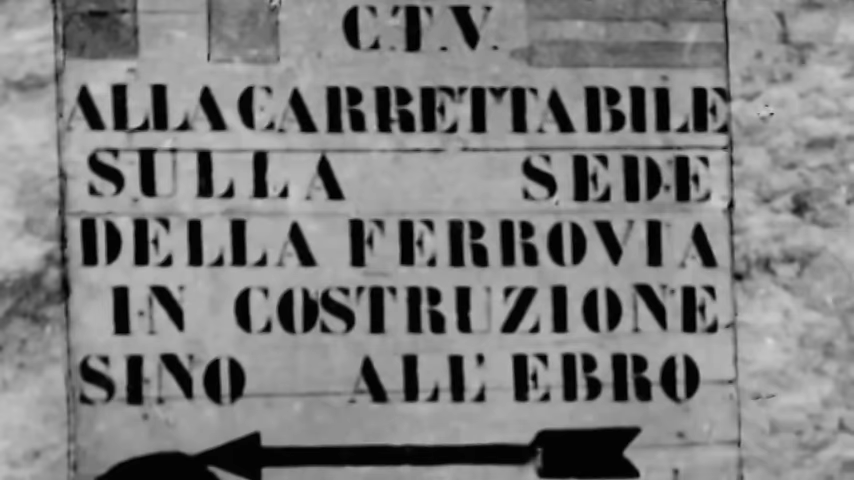 C.T.V.
ALLA CARRETTABILE
SULLA SEDE
DELLA FERROVIA
IN COSTRUZIONE
SINO ALL'EBRO